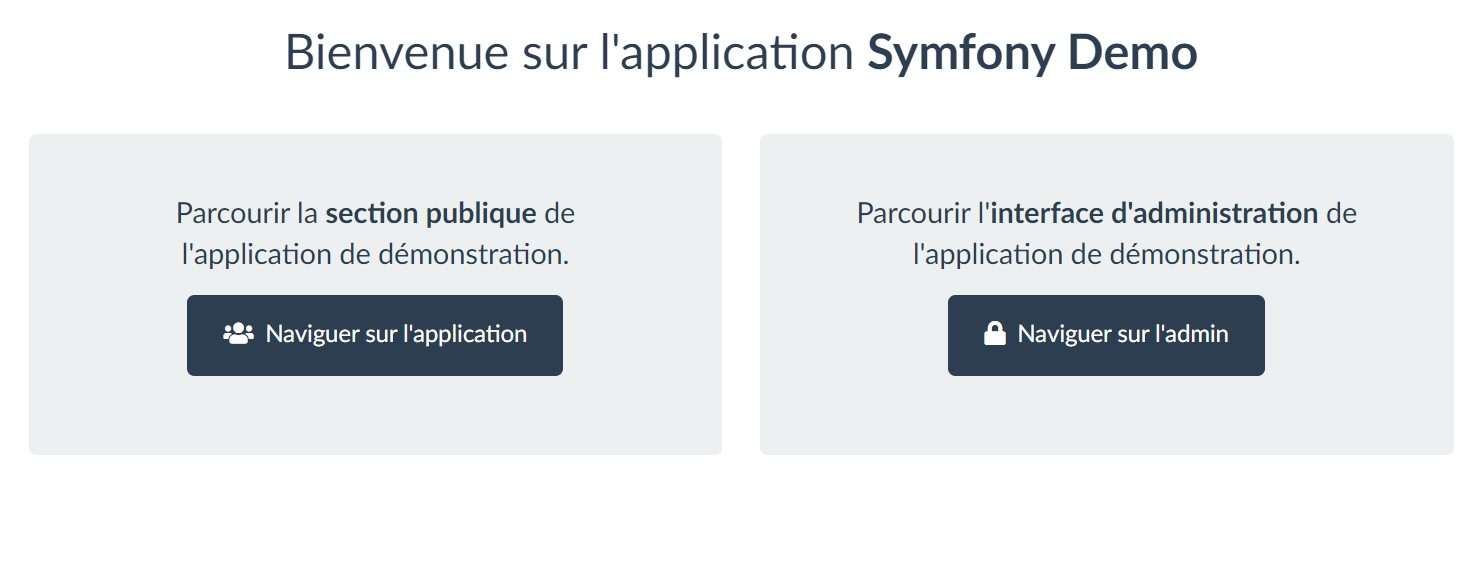 Bienvenue sur l'application Symfony Demo
Parcourir la section publique de
l'application de démonstration.
Naviguer sur l'application
Parcourir l'interface d'administration de
l'application de démonstration.
Naviguer sur l'admin